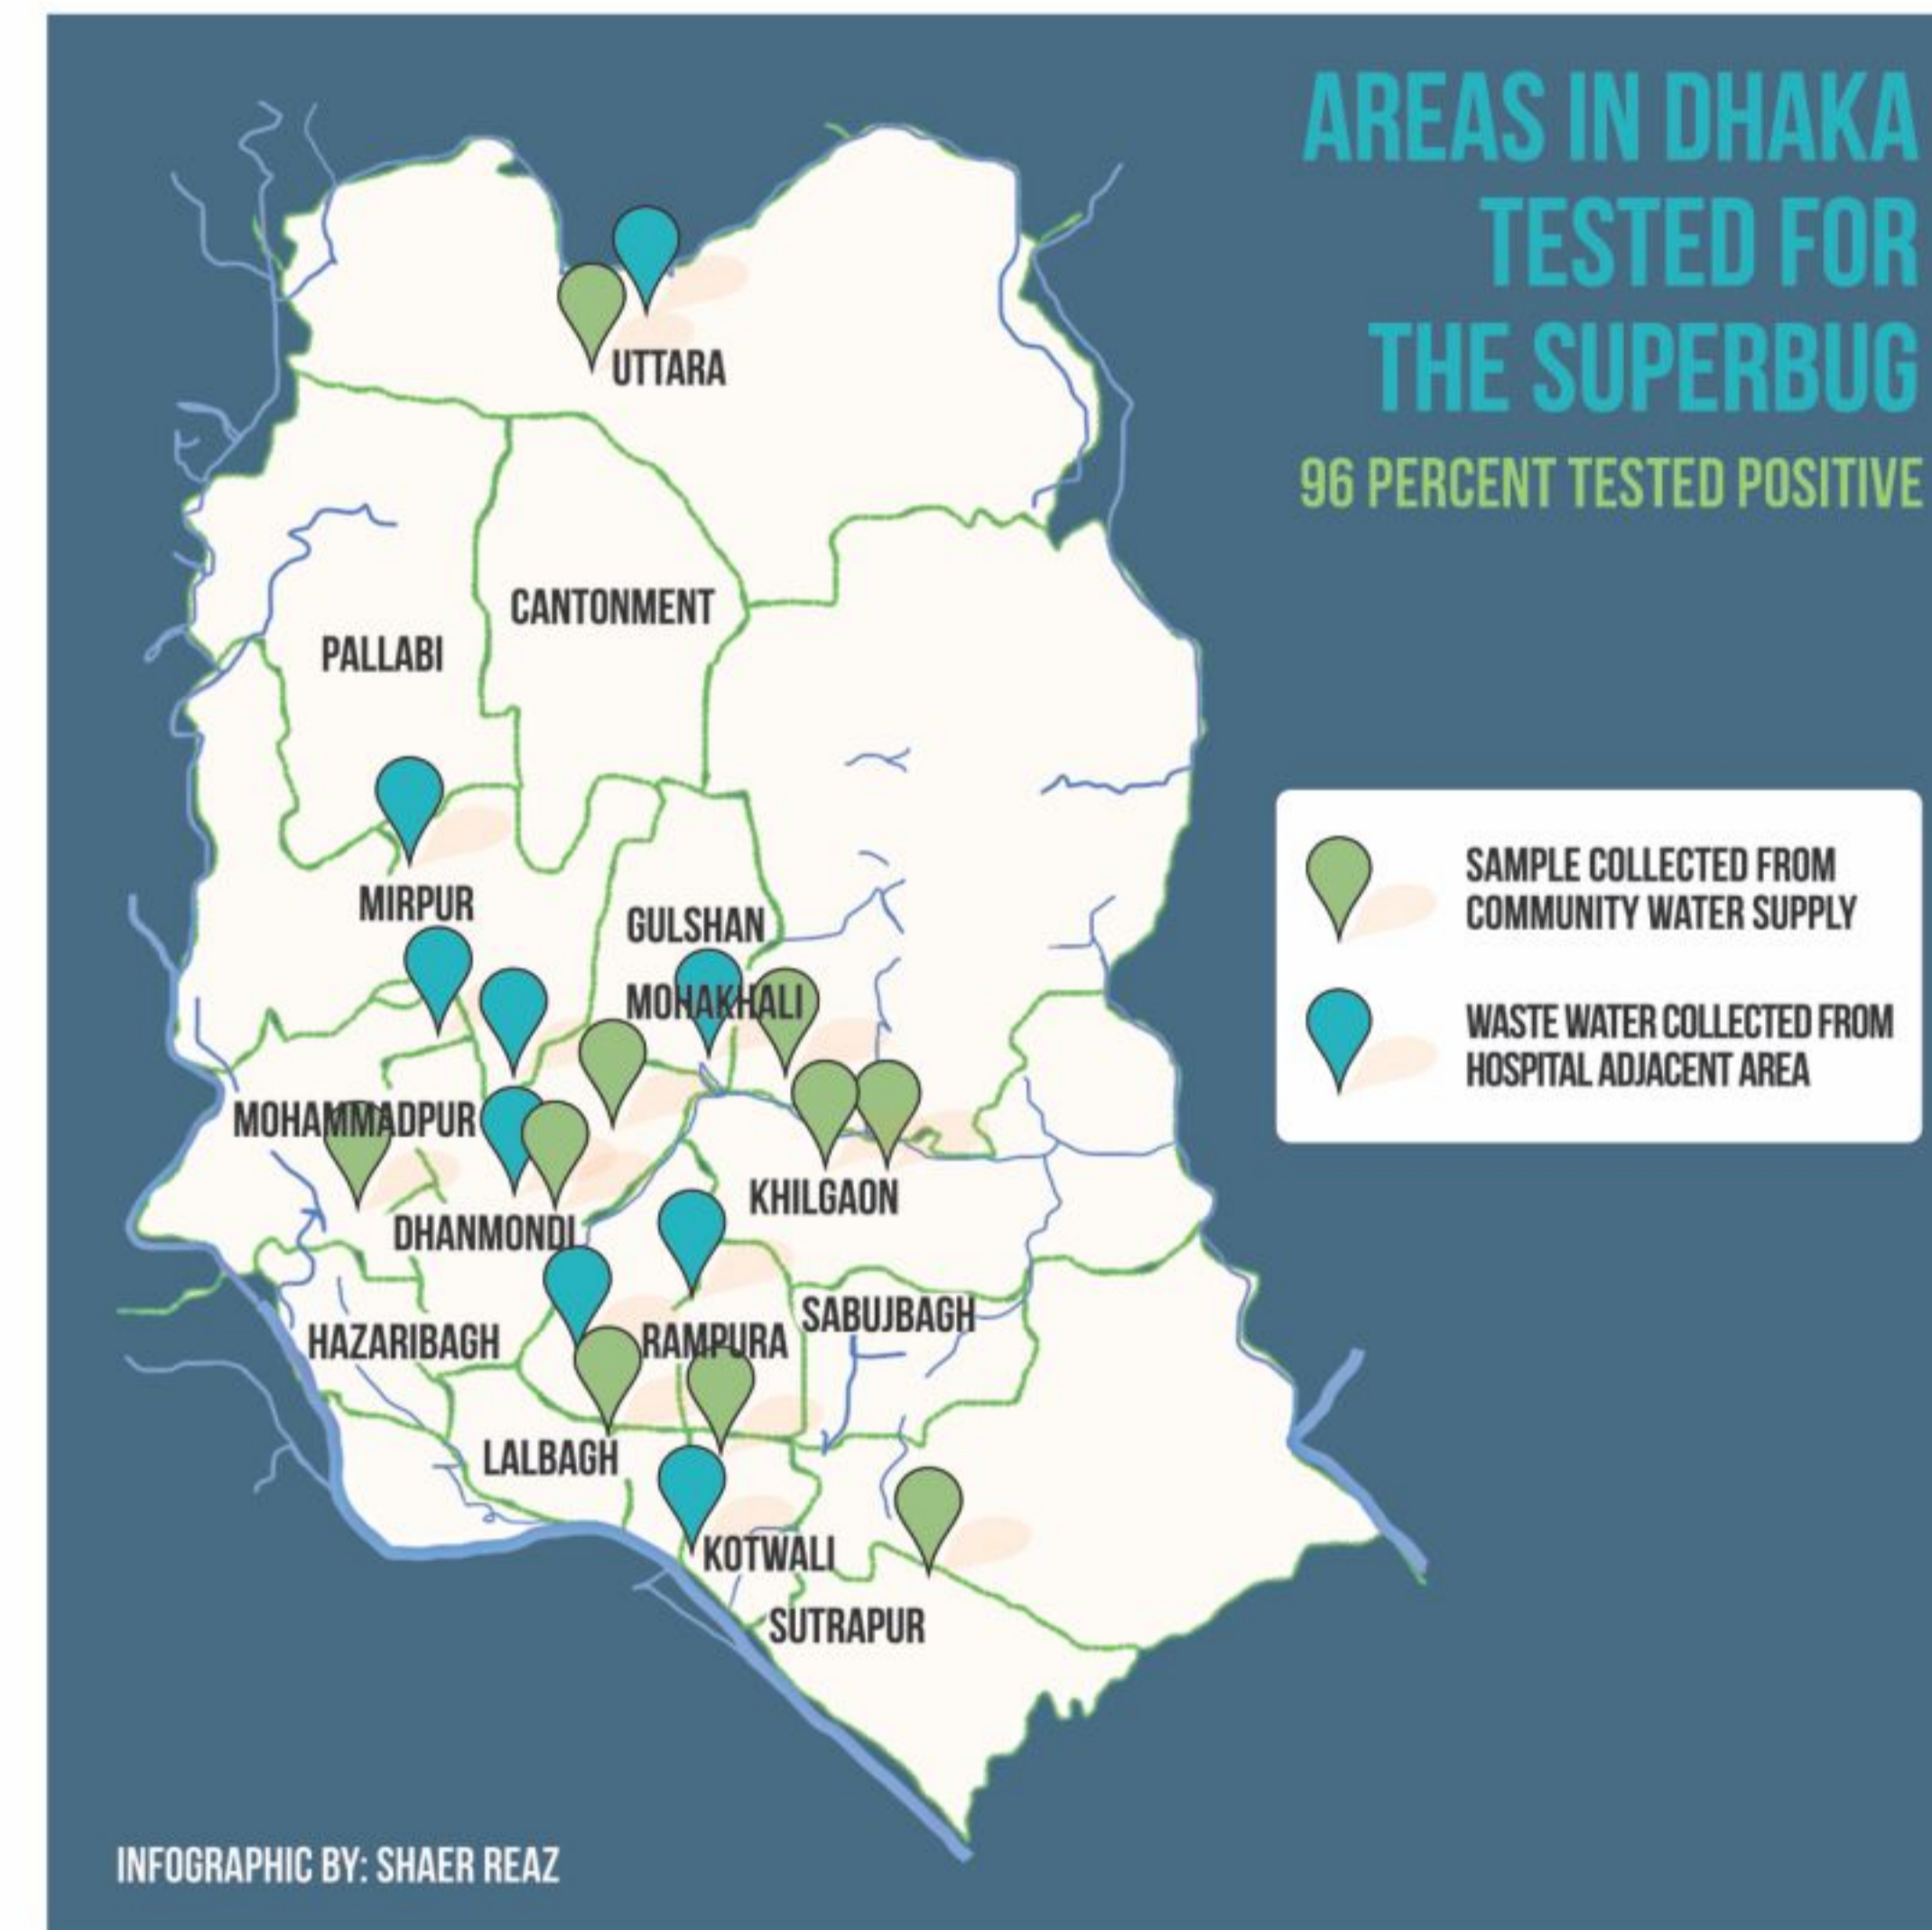 AREAS IN DHAKA
TESTED FOR
THE SUPERBUG
96 PERCENT TESTED POSITIVE
UTTARA
CANTONMENT
PALLABI
MIRPUR
GULSHAN
MOHAKHALI
MOHAMMADPUR
KHILGAON
DHANMONDI
SABUJBAGH
HAZARIBAGH
RAMPURA
LALBAGH
KOTWALI
SUTRAPUR
SAMPLE COLLECTED FROM
COMMUNITY WATER SUPPLY
WASTE WATER COLLECTED FROM
HOSPITAL ADJACENT AREA
INFOGRAPHIC BY: SHAER REAZ